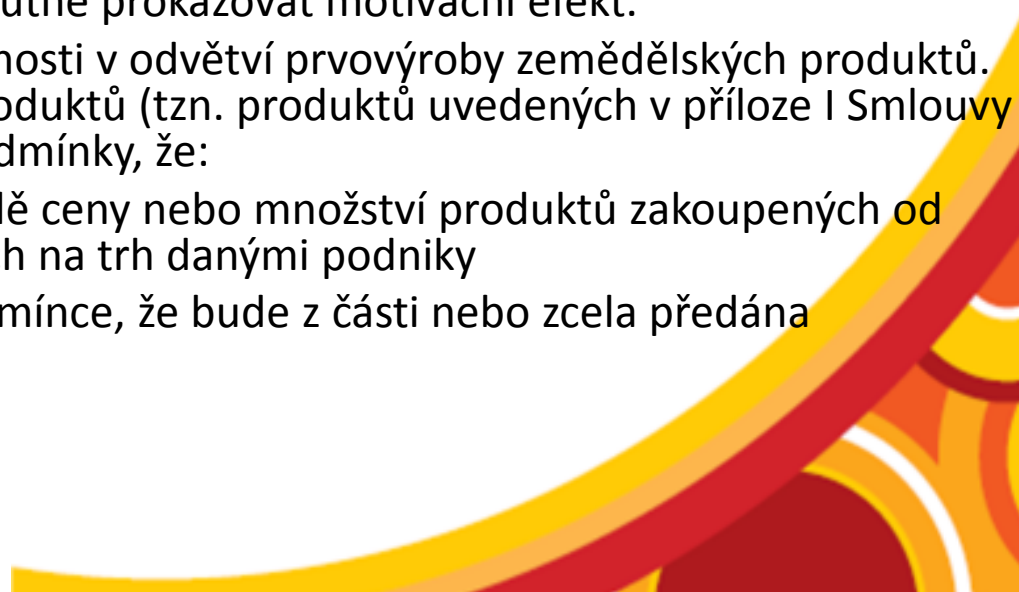 prokazovat motivační efekt.
nosti v odvětví prvovýroby zemědělských produktů.
oduktů (tzn. produktů uvedených v příloze I Smlouvy
dmínky, že:
dě ceny nebo množství produktů zakoupených od
h na trh danými podniky
mínce, že bude z části nebo zcela předána